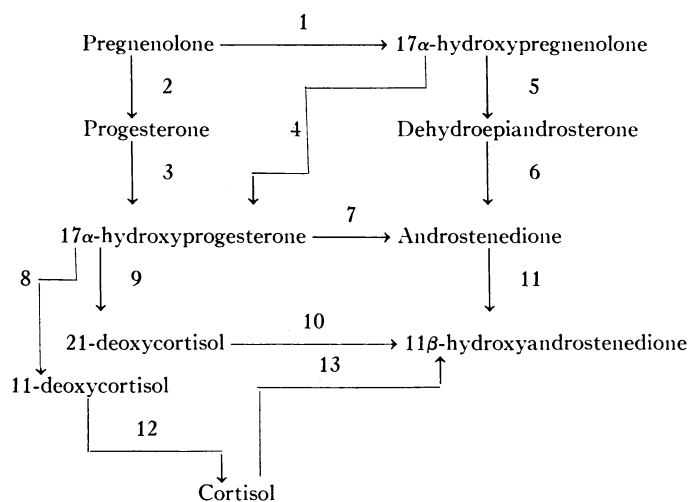 1
Pregnenolone 17α-hydroxypregnenolone
2 5
Progesterone 4 Dehydroepiandrosterone
3 6
7
17α-hydroxyprogesterone Androstenedione
8 9 11
10
21-deoxycortisol 11β-hydroxyandrostenedione
13
11-deoxycortisol
12
Cortisol